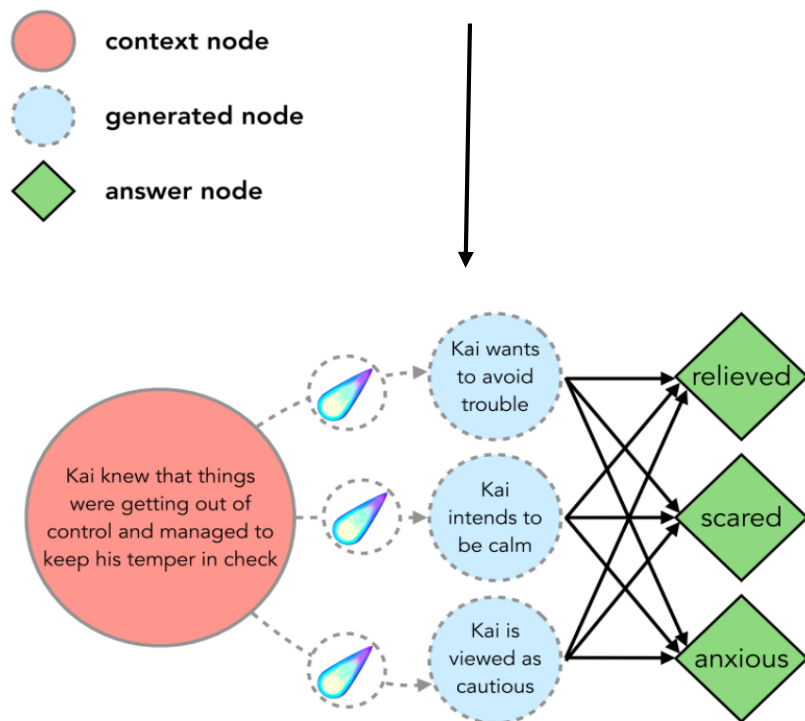 context node
generated node
answer node
Kai knew that things
were getting out of
control and managed to
keep his temper in check
Kai wants
to avoid
trouble
Kai
intends to
be calm
Kai is
viewed as
cautious
relieved
scared
anxious